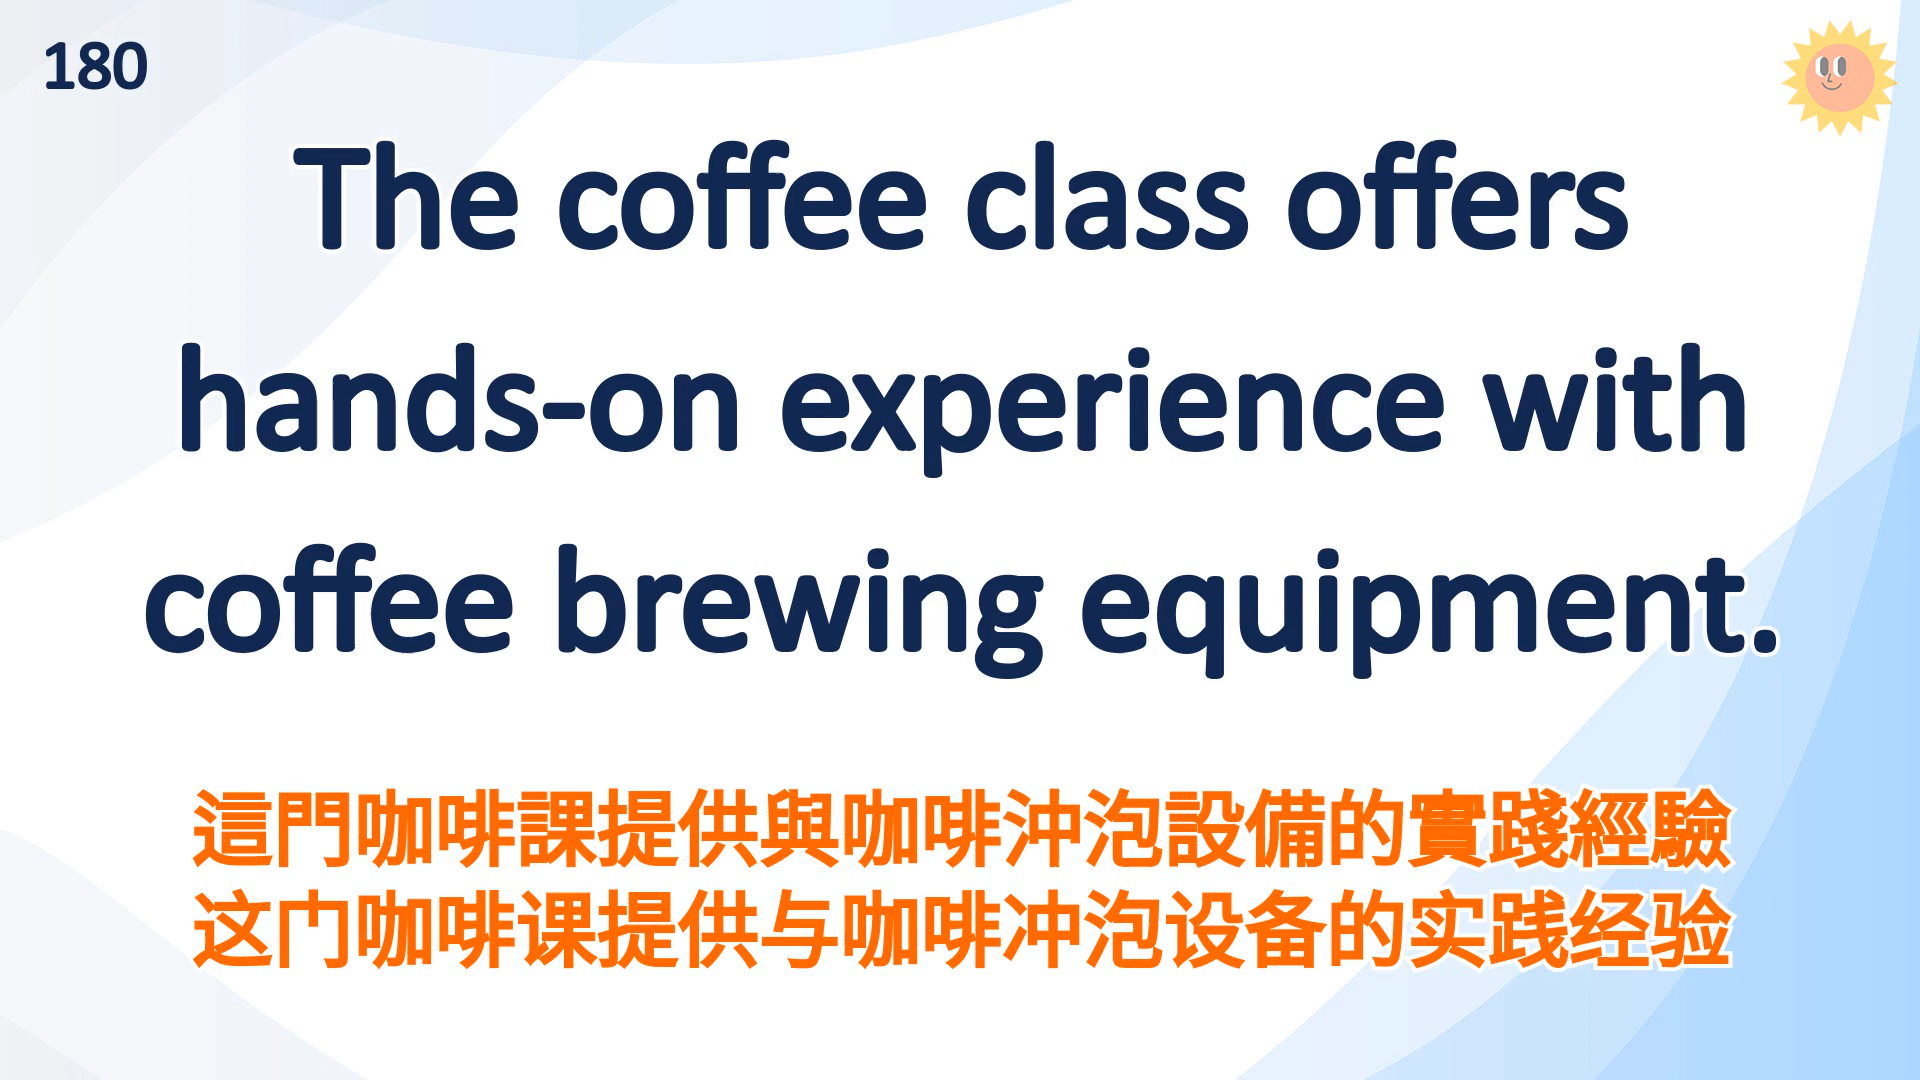 180
The coffee class offers
hands-on experience with
coffee brewing equipment.
這門咖啡課提供與咖啡沖泡設備的實踐經驗
这门咖啡课提供与咖啡冲泡设备的实践经验